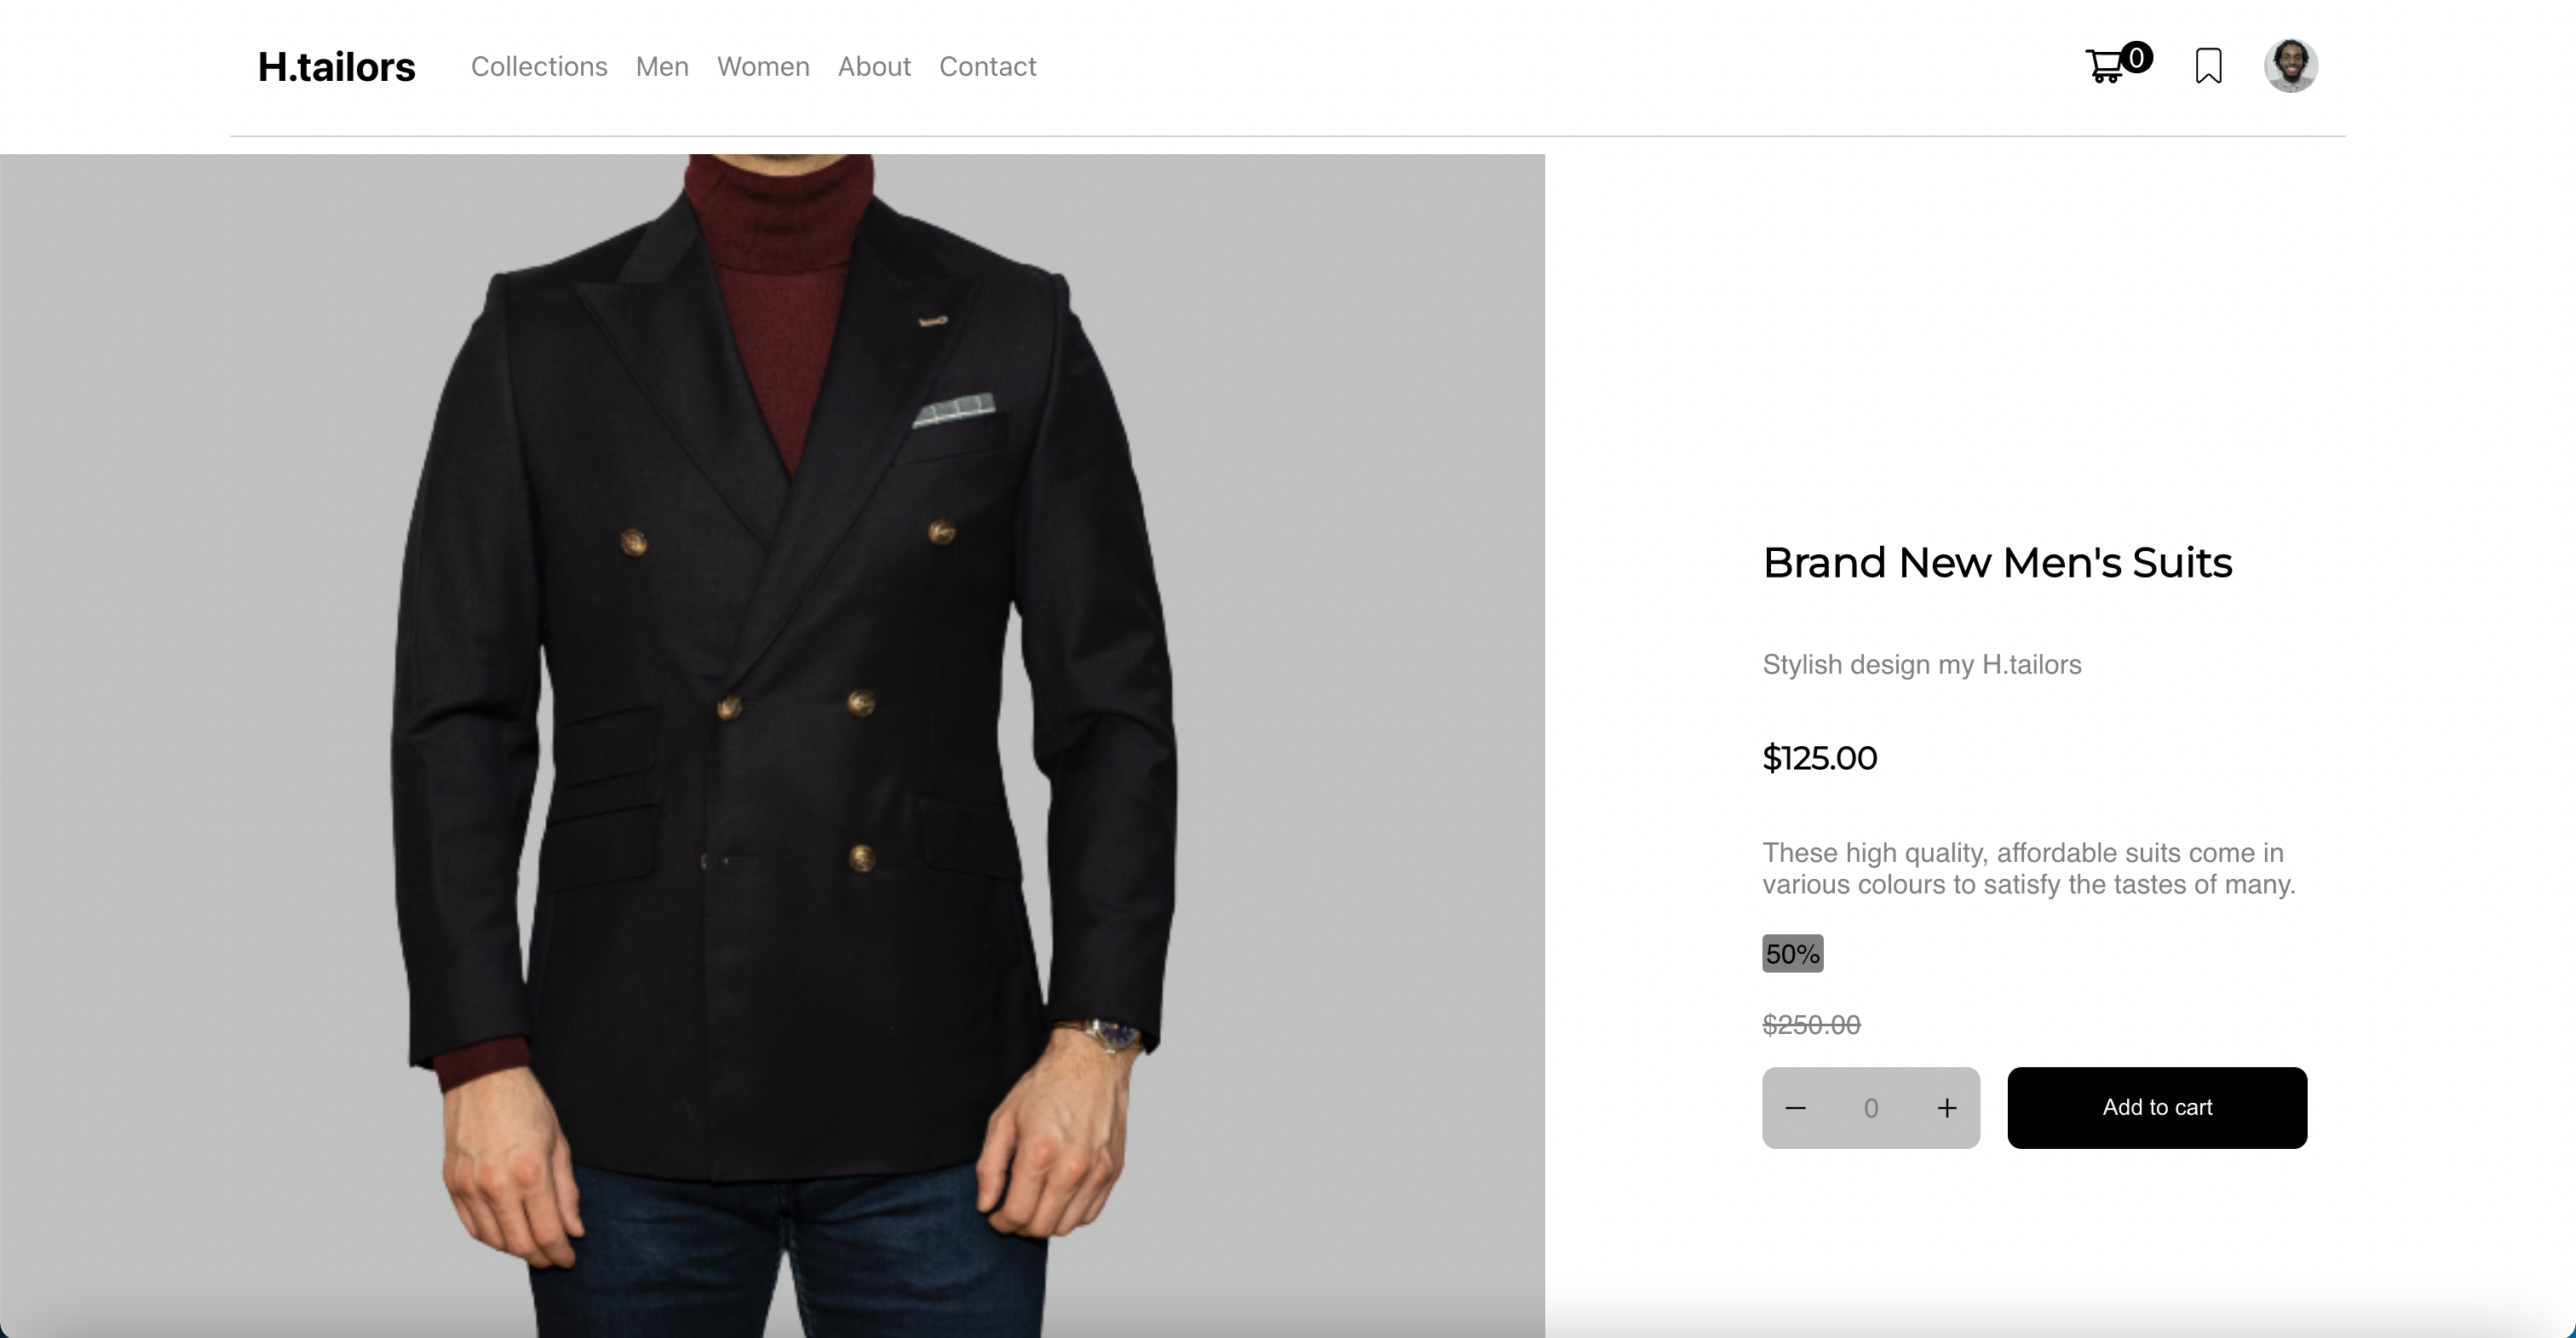 H.tailors Collections Men Women About Contact 0
Brand New Men's Suits
Stylish design my H.tailors
$125.00
These high quality, affordable suits come in
various colours to satisfy the tastes of many.
50%
$250.00
0 Add to cart